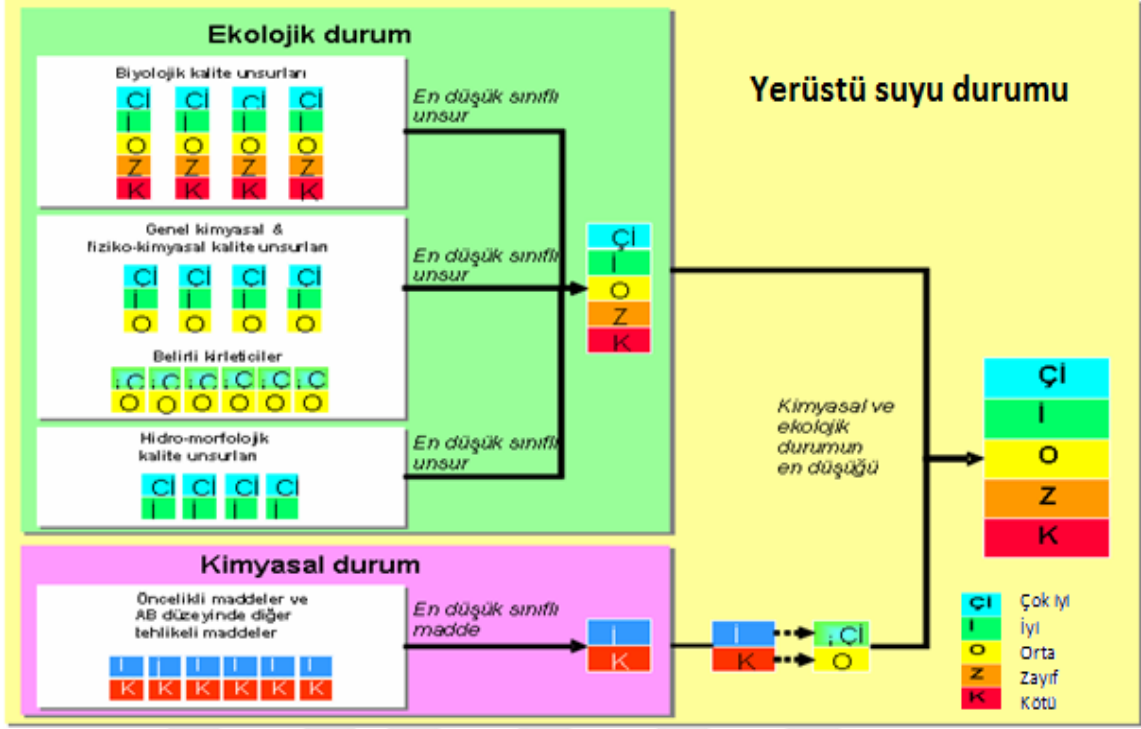 Ekolojik durum
Biyolojik kalite unsurları
Çİ Çİ Çİ Çİ
İ İ İ İ
O O O O
Z Z Z Z
K K K K
En düşük sınıflı
unsur
Genel kimyasal &
fiziko-kimyasal kalite unsurları
Çİ Çİ Çİ Çİ
İ İ İ İ
O O O O
En düşük sınıflı
unsur
Belirli kirleticiler
İÇ İÇ İÇ İÇ İÇ İÇ
O O O O O O
Hidro-morfolojik
kalite unsurları
Çİ Çİ Çİ Çİ
İ İ İ İ
En düşük sınıflı
unsur
Çİ
İ
O
Z
K
Kimyasal durum
Öncelikli maddeler ve
AB düzeyinde diğer
tehlikeli maddeler
İ İ İ İ İ İ
K K K K K K
En düşük sınıflı
madde
İ
K
İ
K
İÇİ
O
Yerüstü suyu durumu
Kimyasal ve
ekolojik
durumun
en düşüğü
Çİ
İ
O
Z
K
Çİ Çok İyi
İ İyi
O Orta
Z Zayıf
K Kötü